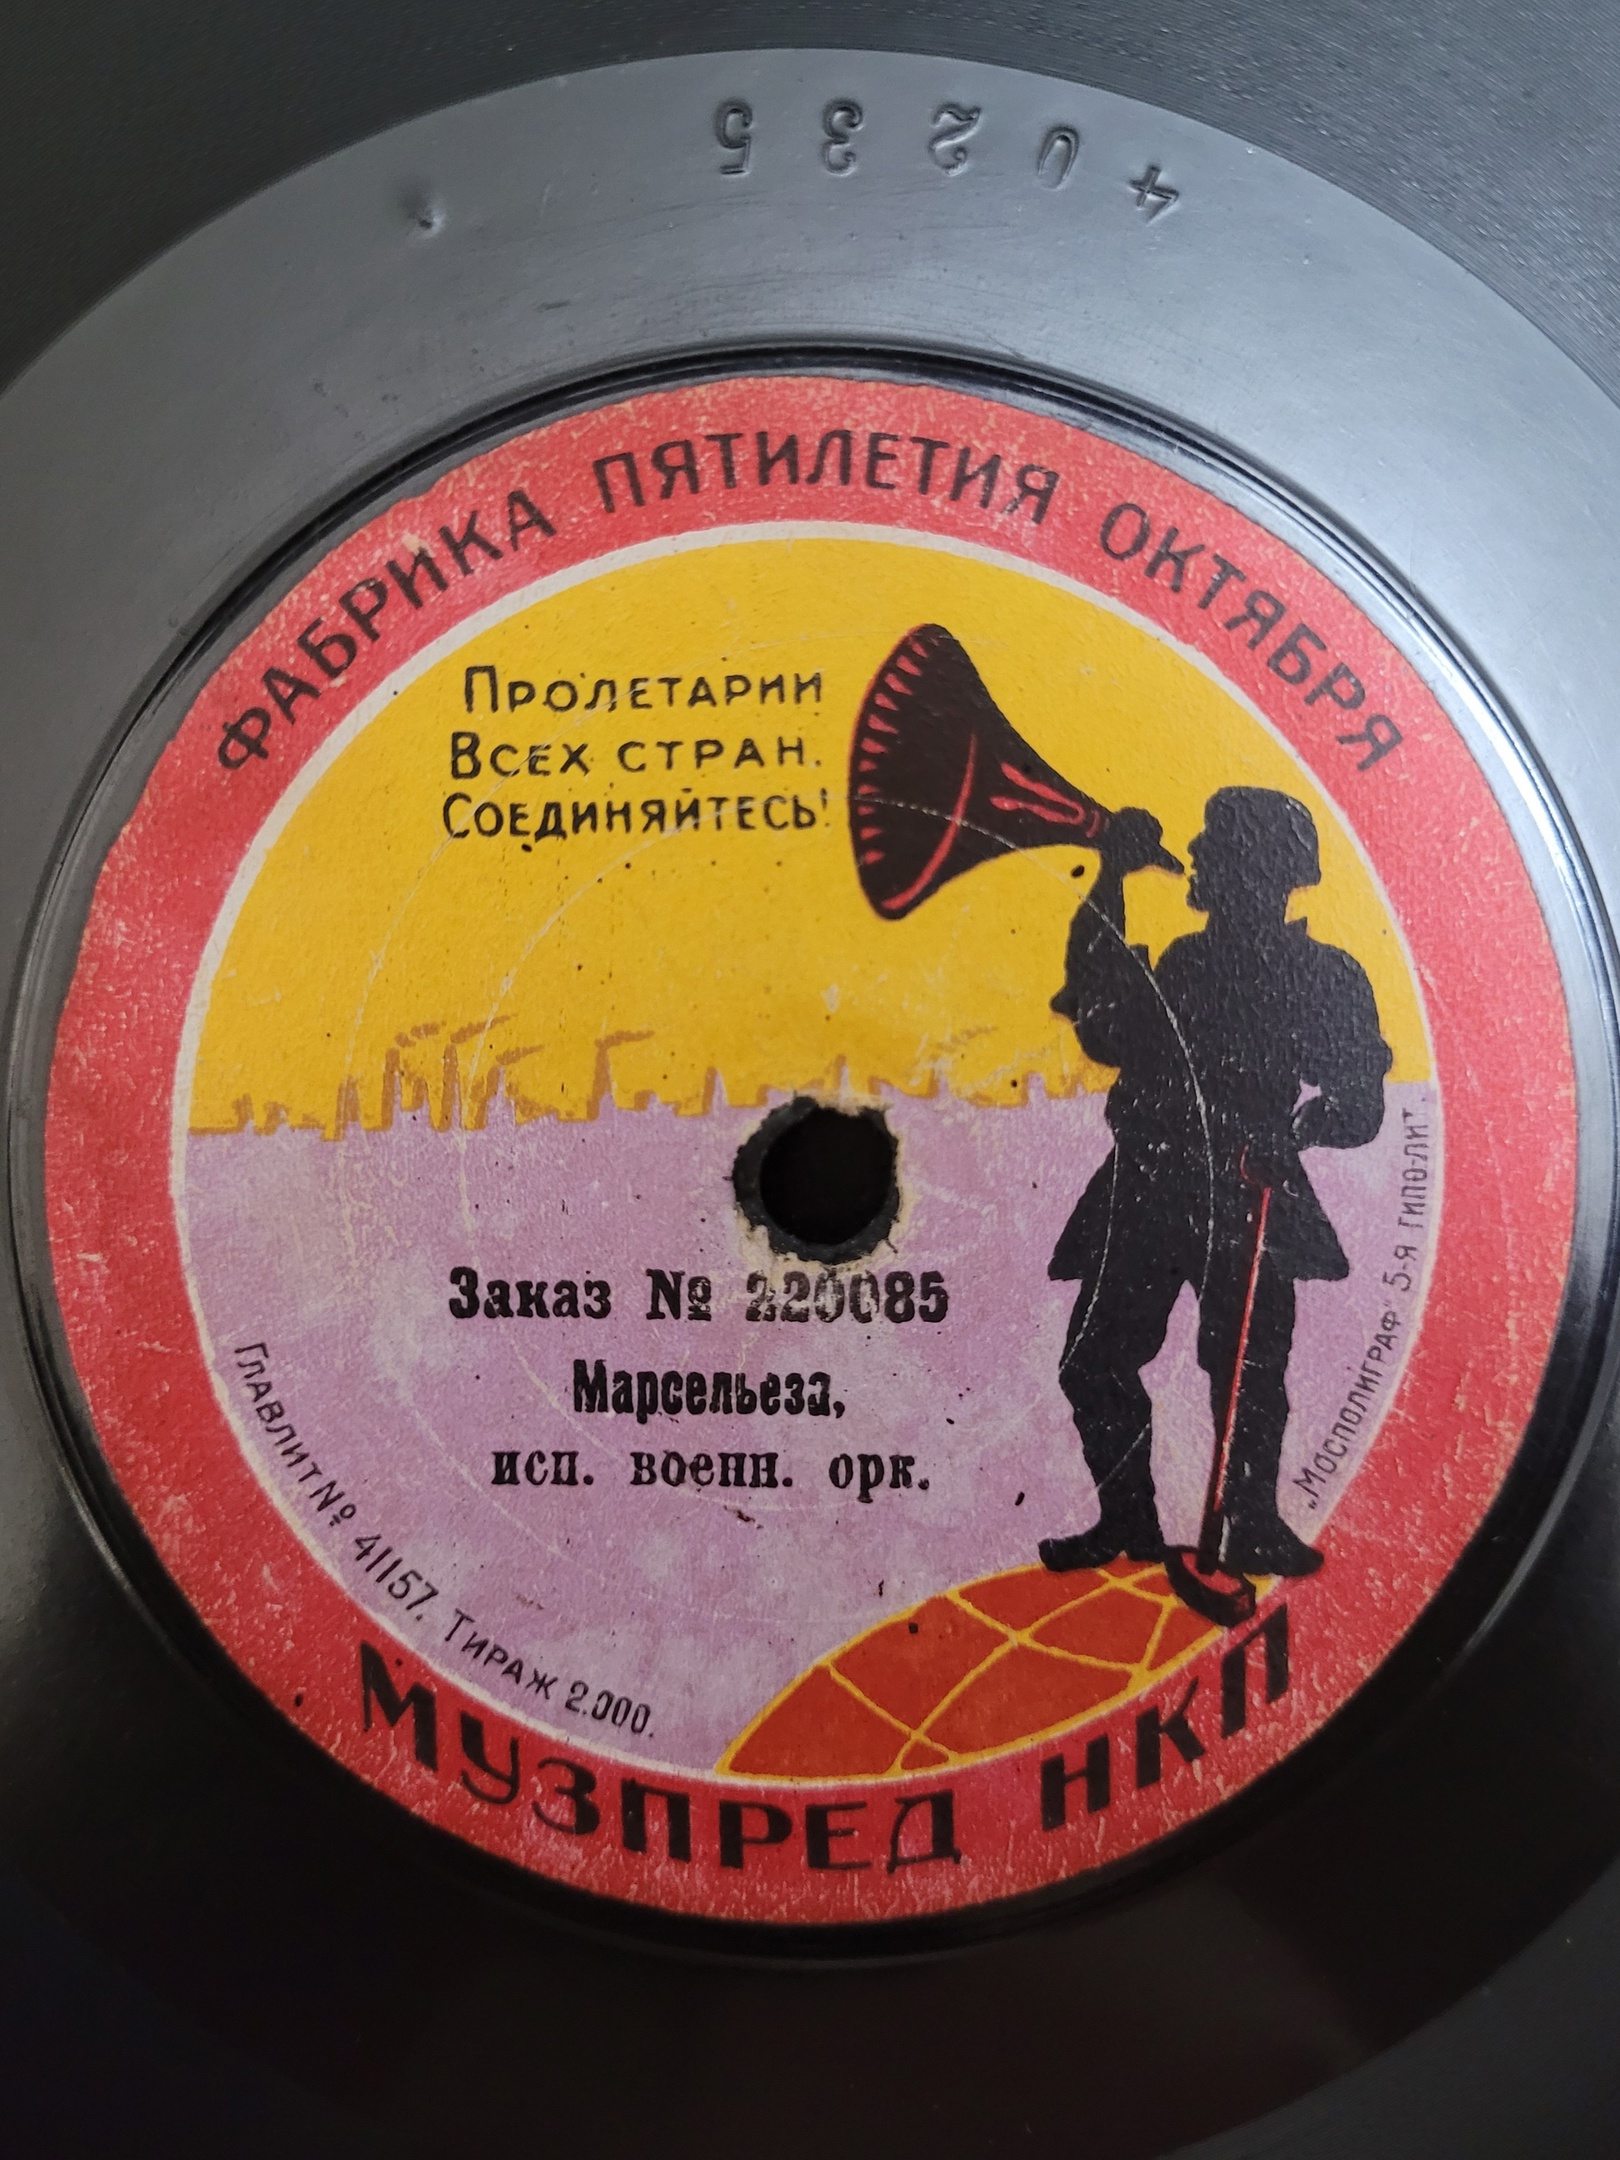 40235
ФАБРИКА ПЯТИЛЕТИЯ ОКТЯБРЯ
ПРОЛЕТАРИИ
ВСЕХ СТРАН.
СОЕДИНЯЙТЕСЬ!
Заказ № 220085
Марсельеза,
исп. военн. орк.
ГЛАВЛИТ № 41157. ТИРАЖ 2.000.
„МОСПОЛИГРАФ" 5-Я ТИПО-ЛИТ.
МУЗПРЕД НКП